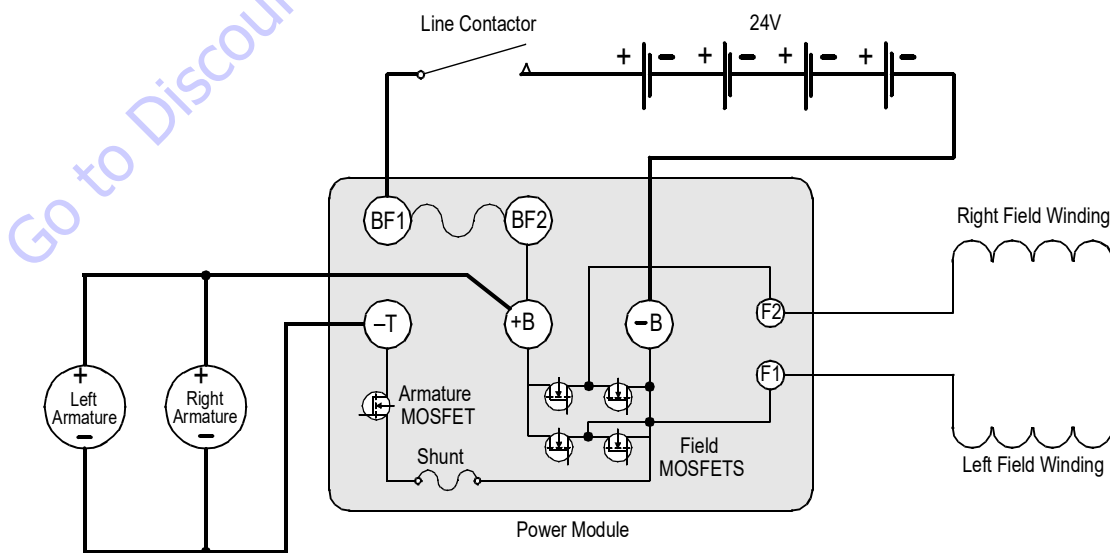 Go to Discoun
Line Contactor
24V
+ − + − + − + −
BF1
BF2
Right Field Winding
–T
+B
−B
F2
F1
+
Left
Armature
−
+
Right
Armature
−
Armature
MOSFET
Shunt
Field
MOSFETS
Left Field Winding
Power Module